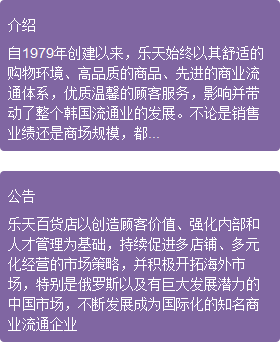 介绍
自1979年创建以来，乐天始终以其舒适的
购物环境、高品质的商品、先进的商业流
通体系，优质温馨的顾客服务，影响并带
动了整个韩国流通业的发展。不论是销售
业绩还是商场规模，都...
公告
乐天百货店以创造顾客价值、强化内部和
人才管理为基础，持续促进多店铺、多元
化经营的市场策略，并积极开拓海外市
场，特别是俄罗斯以及有巨大发展潜力的
中国市场，不断发展成为国际化的知名商
业流通企业